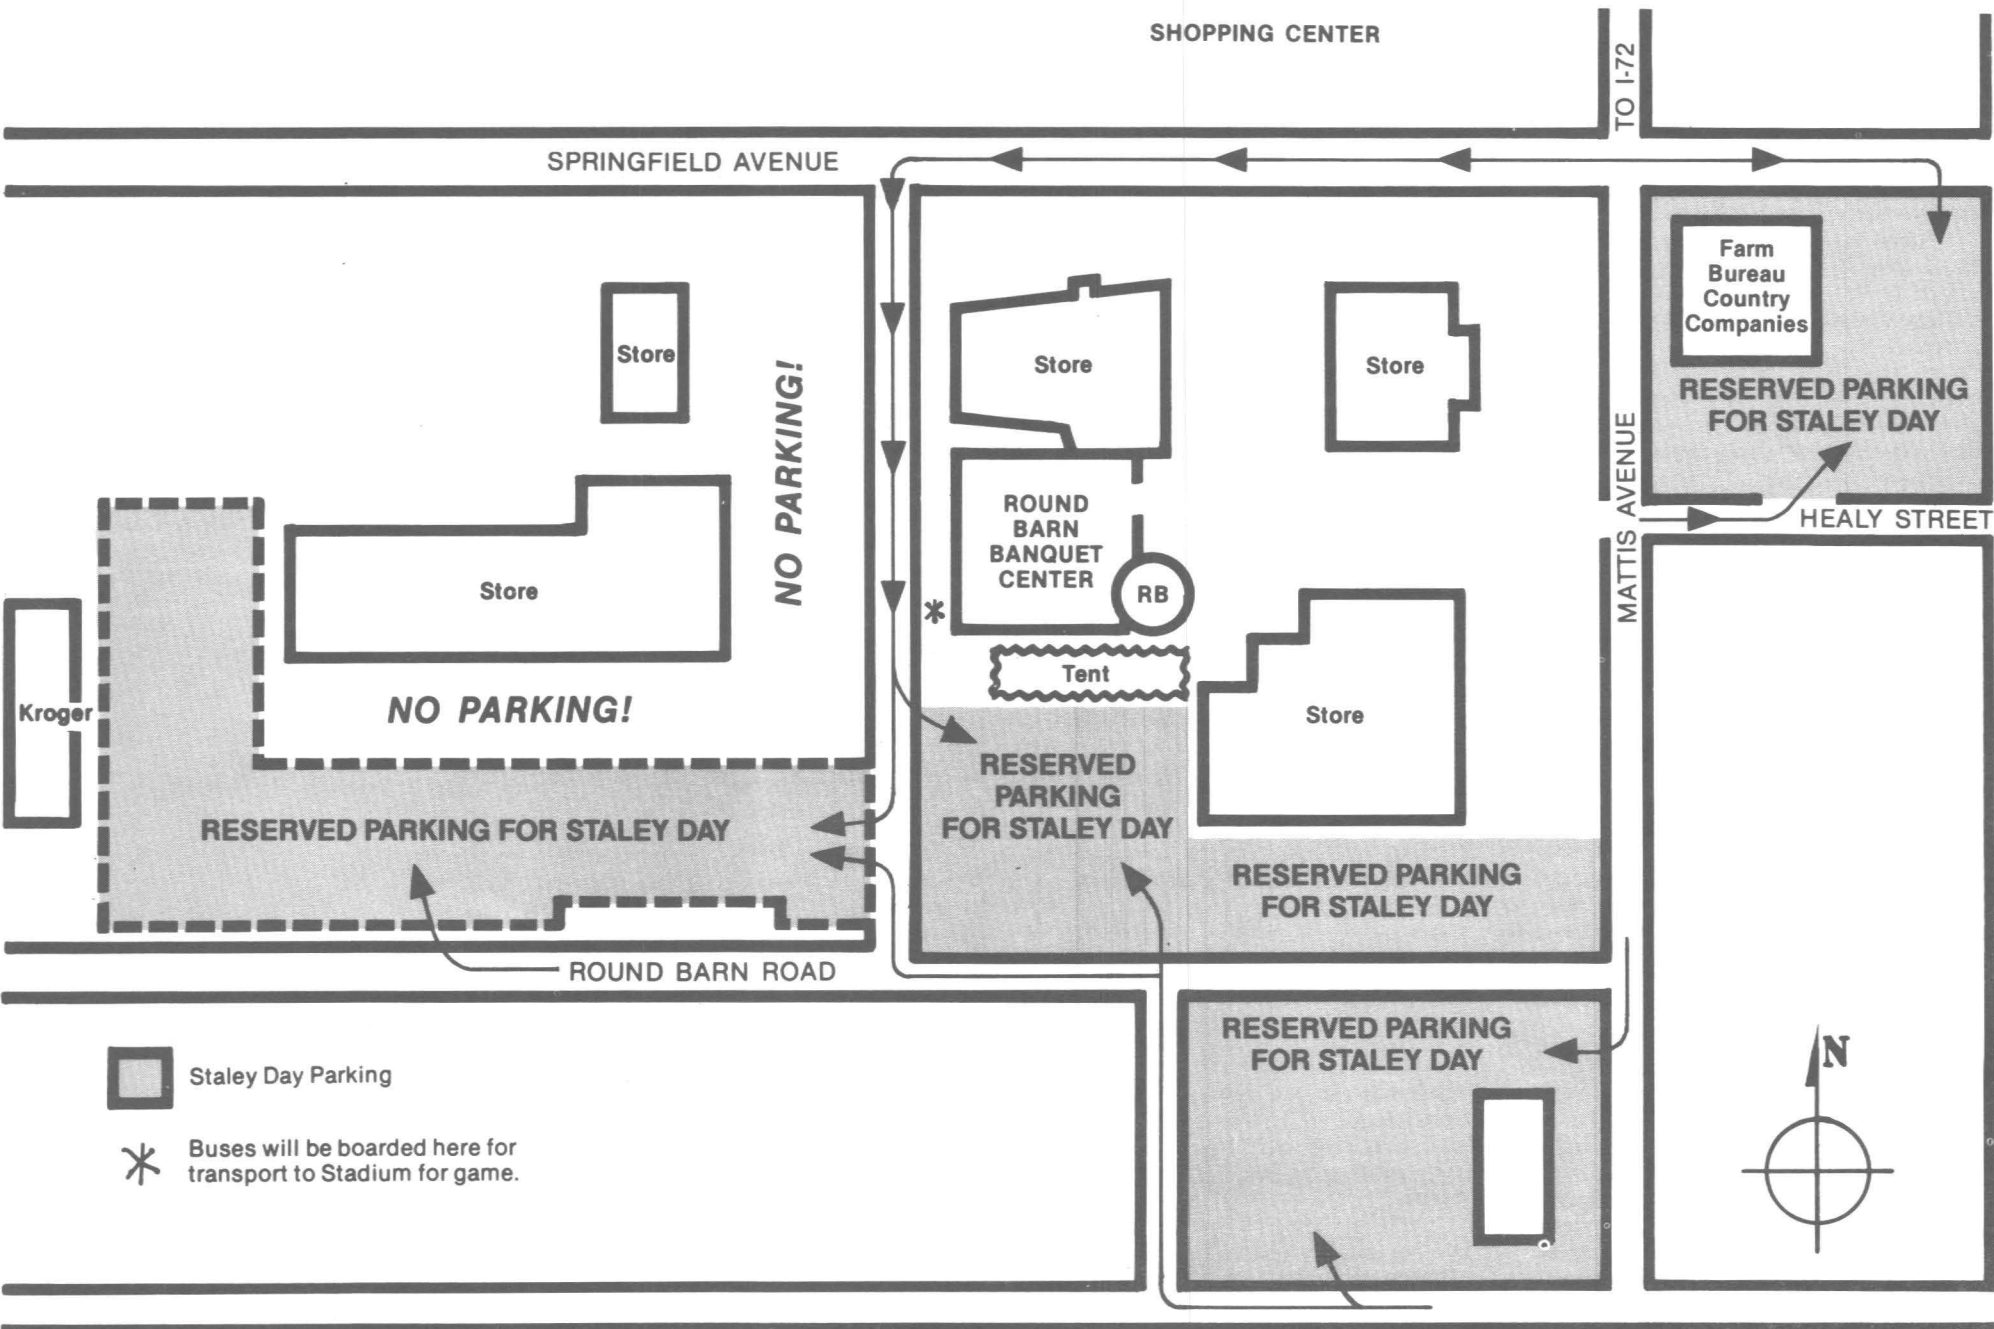 SHOPPING CENTER
TO I-72
SPRINGFIELD AVENUE
Farm
Bureau
Country
Companies
RESERVED PARKING
FOR STALEY DAY
Store
NO PARKING!
Store
Store
MATTIS AVENUE
HEALY STREET
ROUND
BARN
BANQUET
CENTER
RB
Store
Tent
Kroger
NO PARKING!
Store
RESERVED
PARKING
FOR STALEY DAY
RESERVED PARKING FOR STALEY DAY
RESERVED PARKING
FOR STALEY DAY
ROUND BARN ROAD
RESERVED PARKING
FOR STALEY DAY
N
Staley Day Parking
Buses will be boarded here for
transport to Stadium for game.